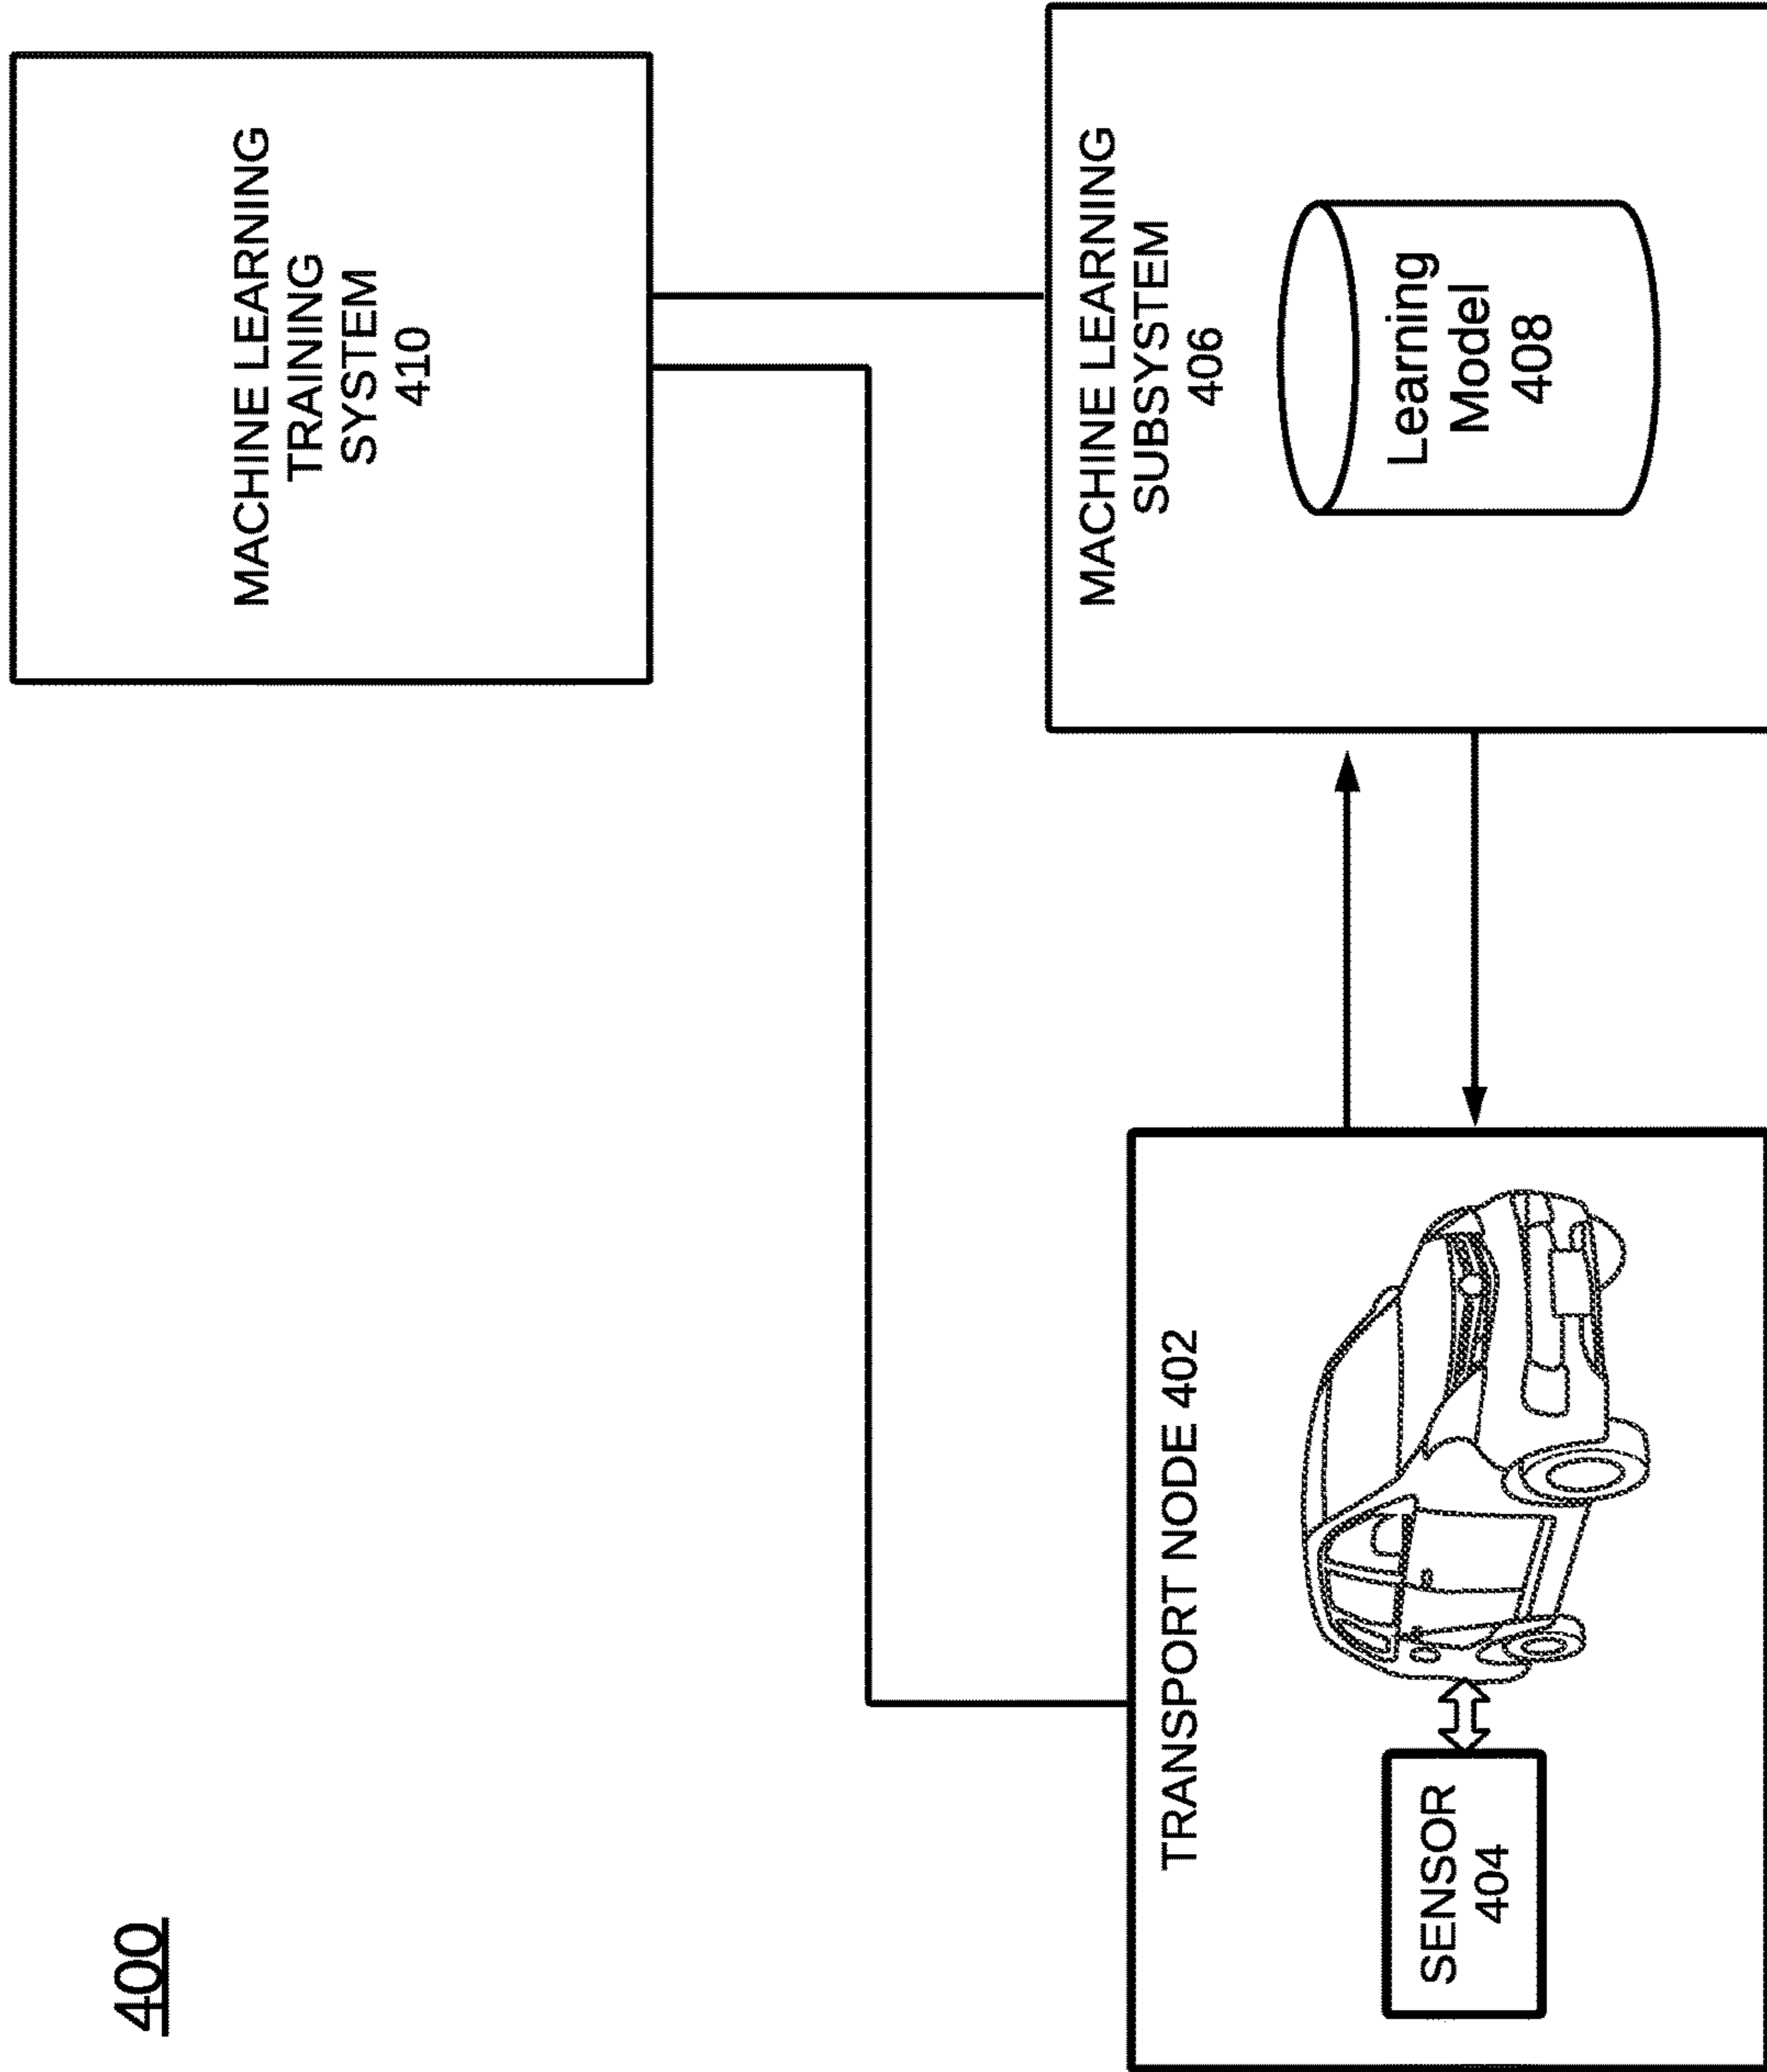 400
MACHINE LEARNING
TRAINING
SYSTEM
410
TRANSPORT NODE 402
SENSOR
404
MACHINE LEARNING
SUBSYSTEM
406
Learning
Model
408